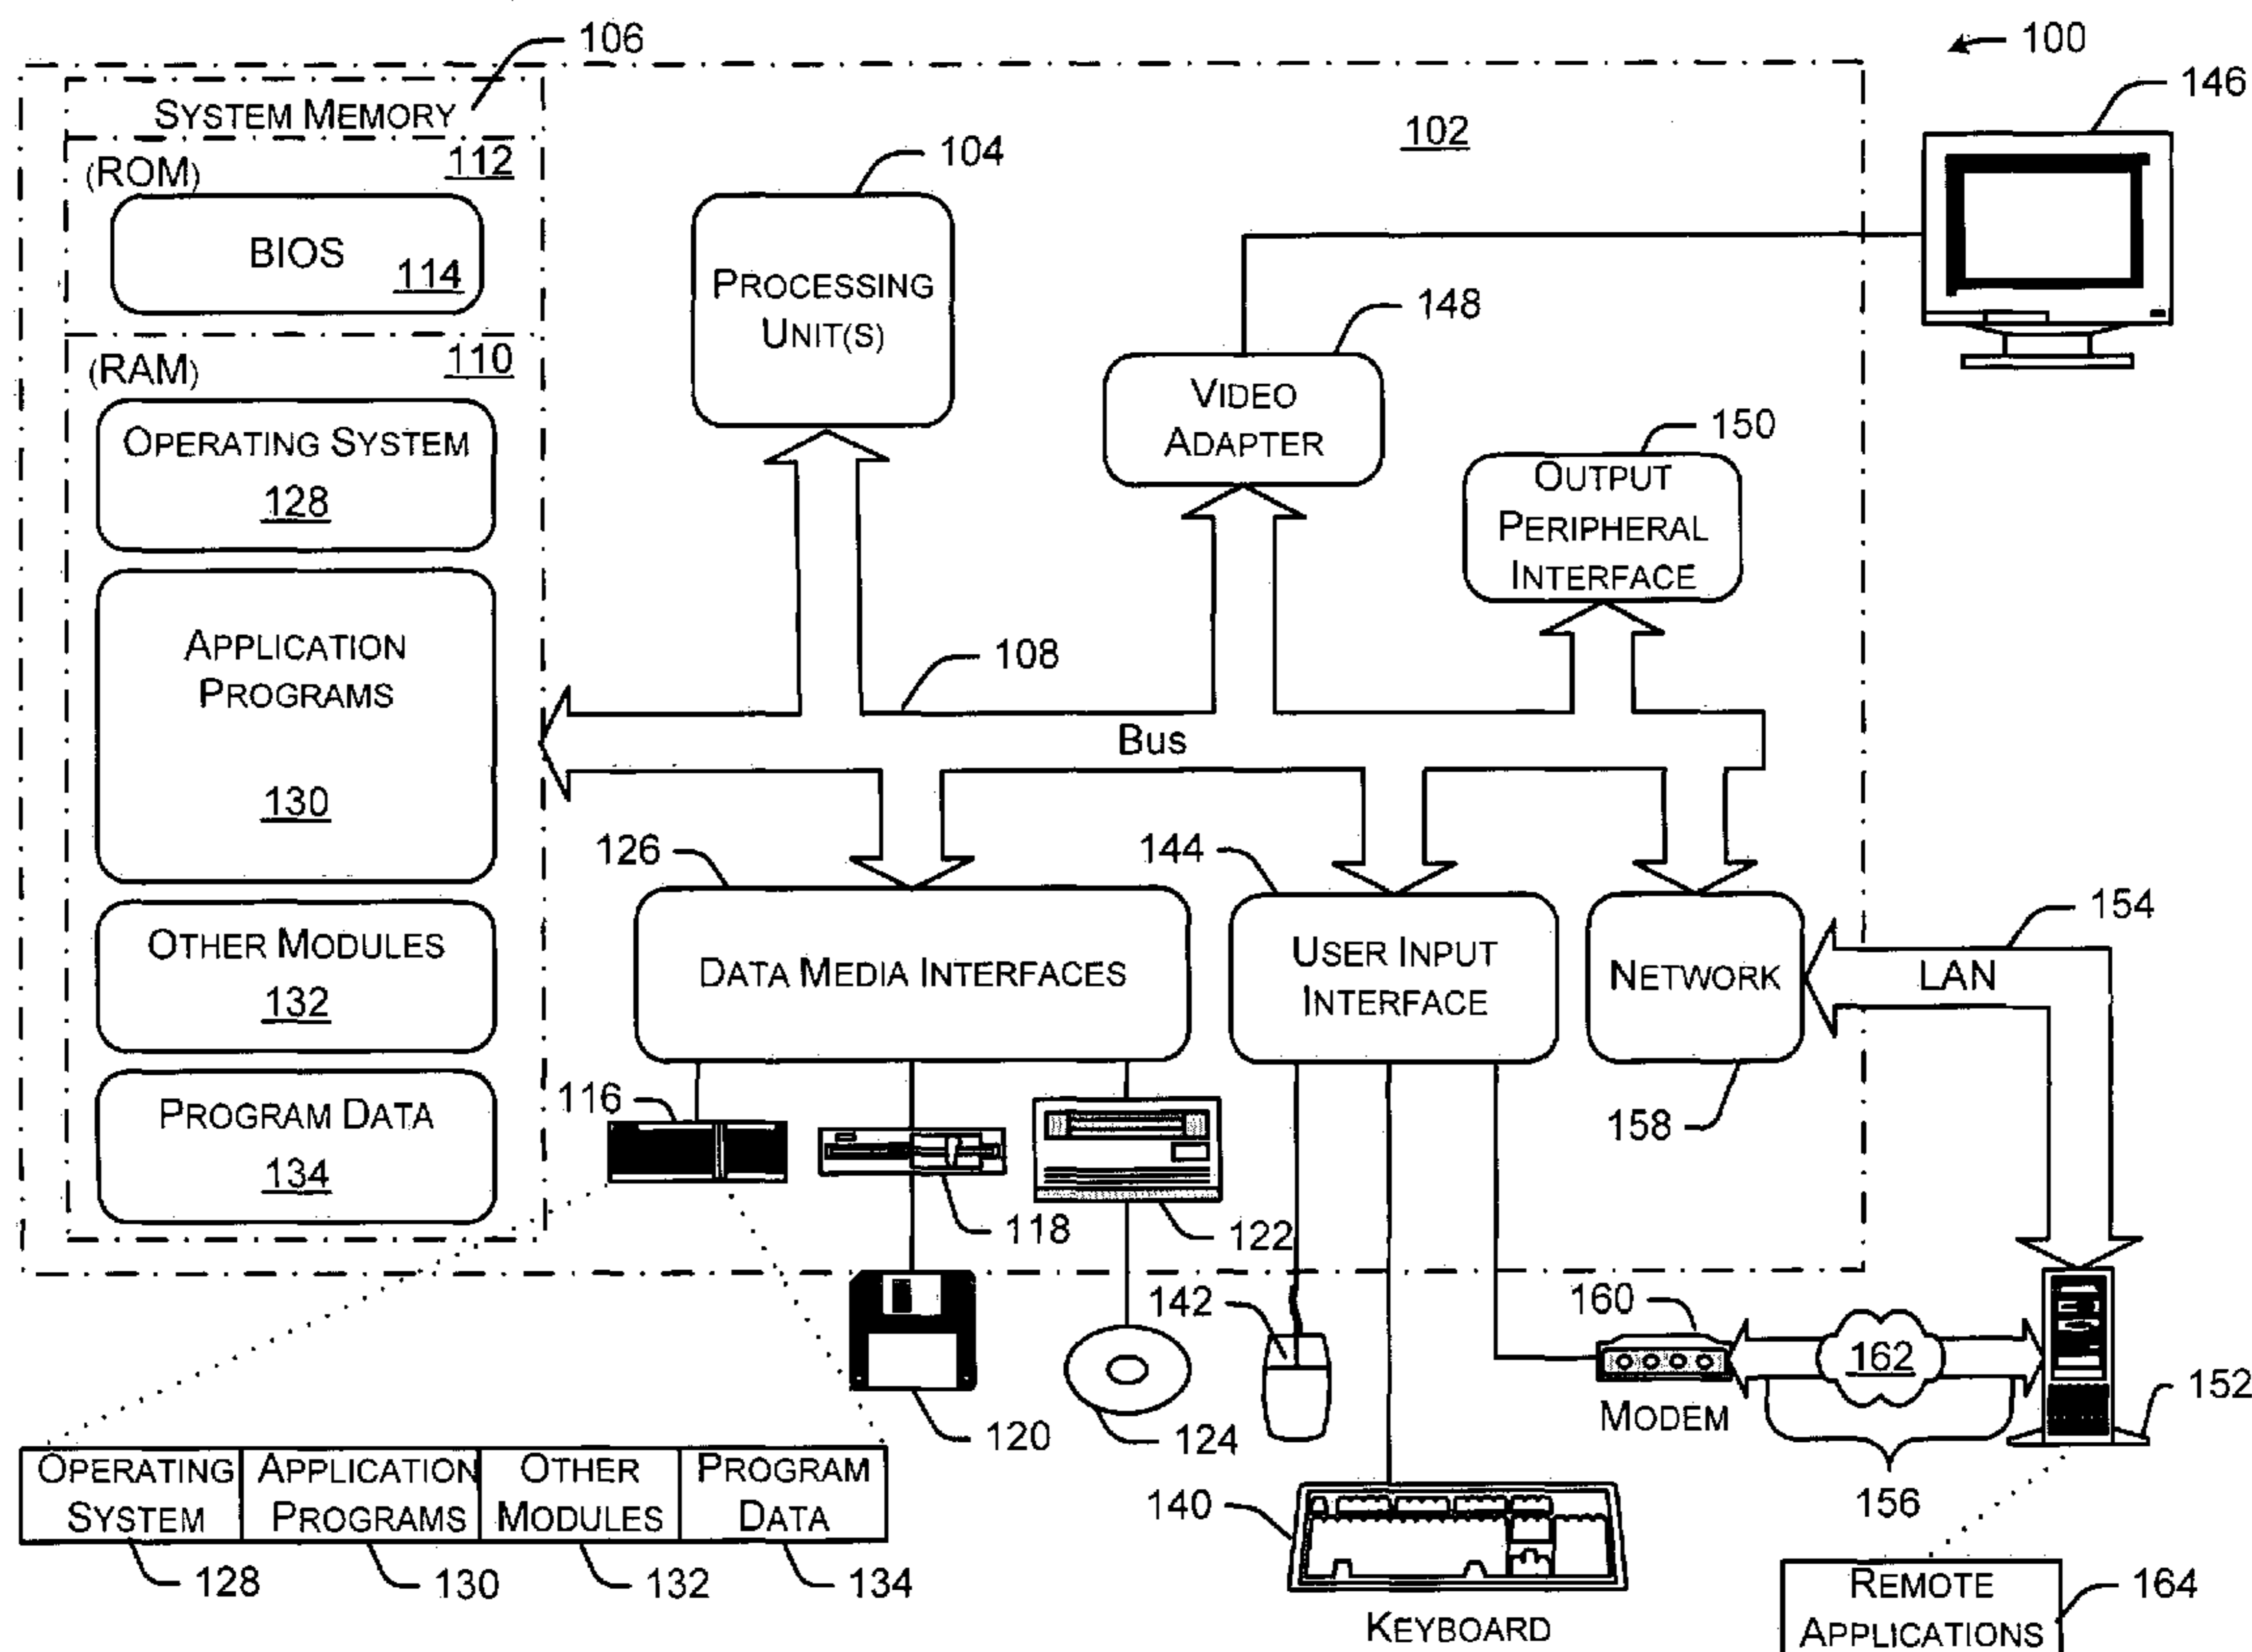 106
100
146
SYSTEM MEMORY
102
104
(ROM) 112
BIOS
114
PROCESSING
UNIT(S)
148
(RAM) 110
VIDEO
ADAPTER
150
OPERATING SYSTEM
128
OUTPUT
PERIPHERAL
INTERFACE
APPLICATION
PROGRAMS
130
108
Bus
126
144
154
OTHER MODULES
132
DATA MEDIA INTERFACES
USER INPUT
INTERFACE
NETWORK
LAN
PROGRAM DATA
134
116
158
118
122
142
160
162
152
MODEM
120
124
156
OPERATING
SYSTEM
APPLICATION
PROGRAMS
OTHER
MODULES
PROGRAM
DATA
140
128
130
132
134
KEYBOARD
REMOTE
APPLICATIONS
164